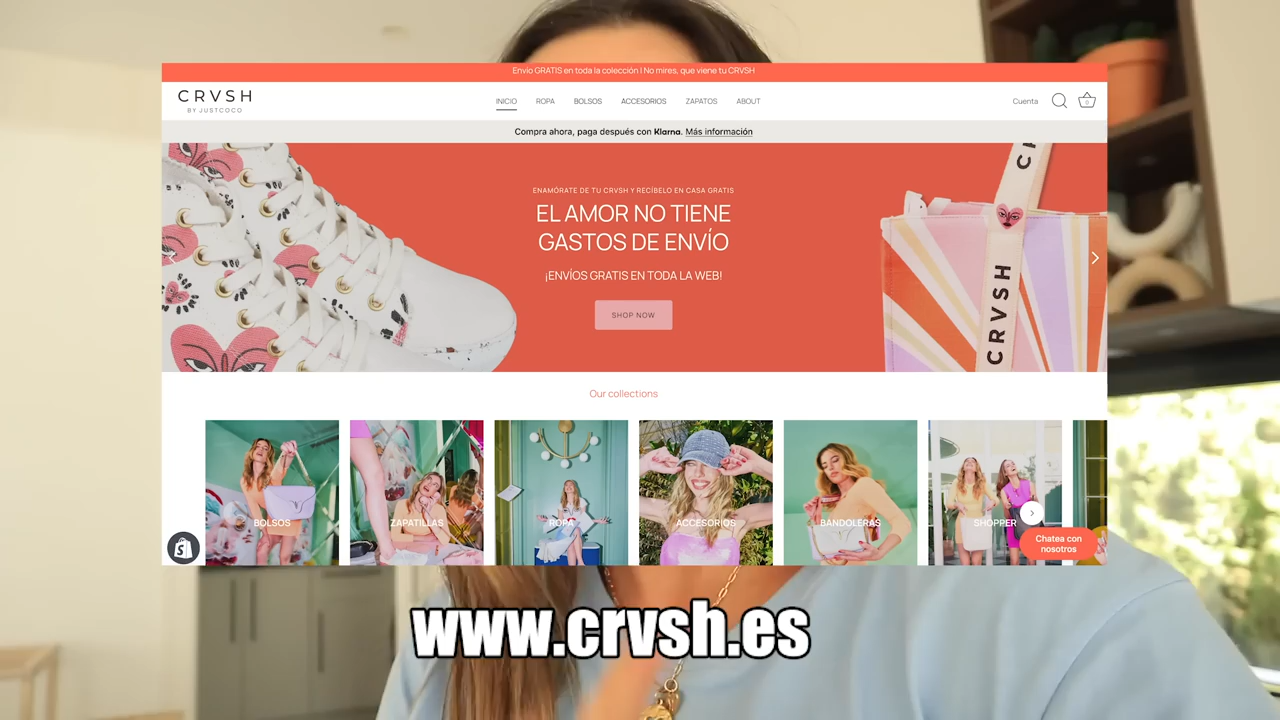 Envío GRATIS en toda la colección | No mires, que viene tu CRVSH
CRVSH
BY JUSTCOCO
INICIO ROPA BOLSOS ACCESORIOS ZAPATOS ABOUT
Cuenta
0
Compra ahora, paga después con Klarna. Más información
ENAMÓRATE DE TU CRVSH Y RECÍBELO EN CASA GRATIS
EL AMOR NO TIENE
GASTOS DE ENVÍO
¡ENVÍOS GRATIS EN TODA LA WEB!
SHOP NOW
CRVSH
Our collections
BOLSOS ZAPATILLAS ROPA ACCESORIOS BANDOLERAS SHOPPER
Chatea con
nosotros
www.crvsh.es